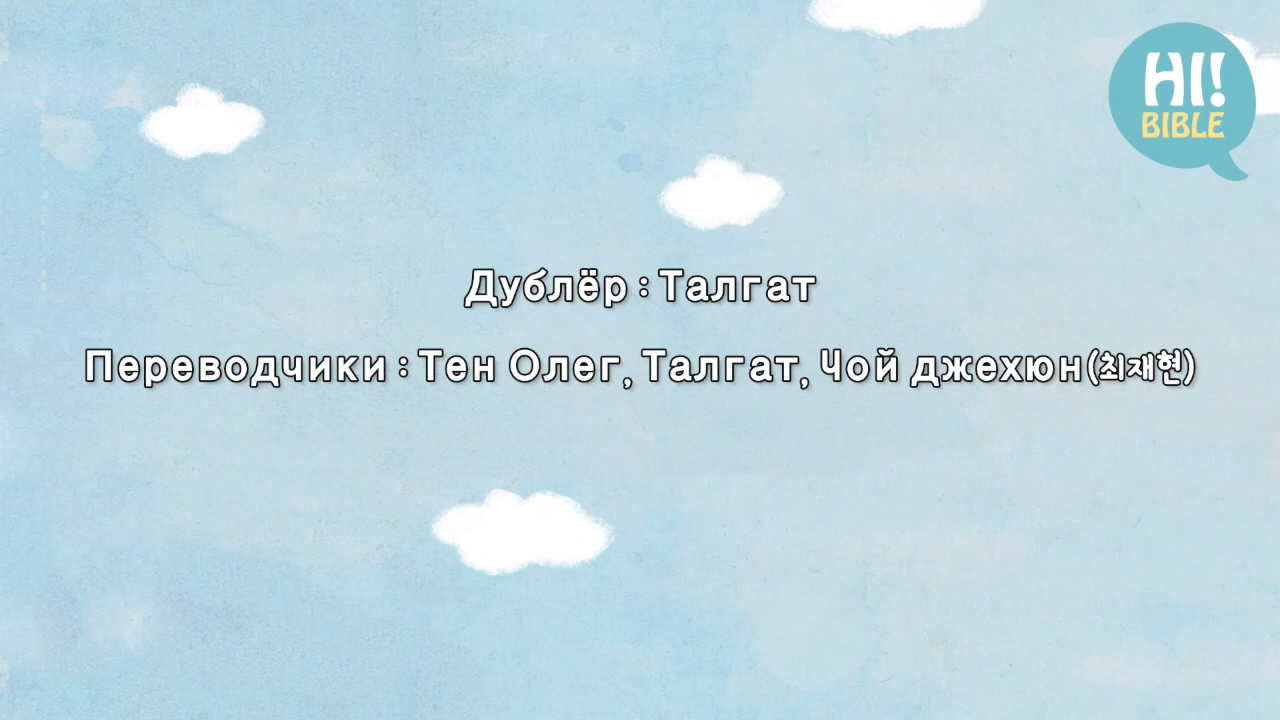 HI!
BIBLE
Дублёр : Талгат
Переводчики : Тен Олег, Талгат, Чой джехюн(최재현)